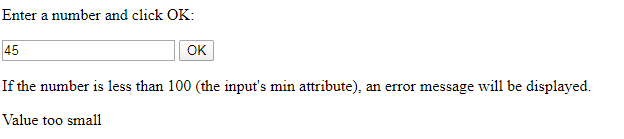 Enter a number and click OK:
45 OK
If the number is less than 100 (the input's min attribute), an error message will be displayed.
Value too small